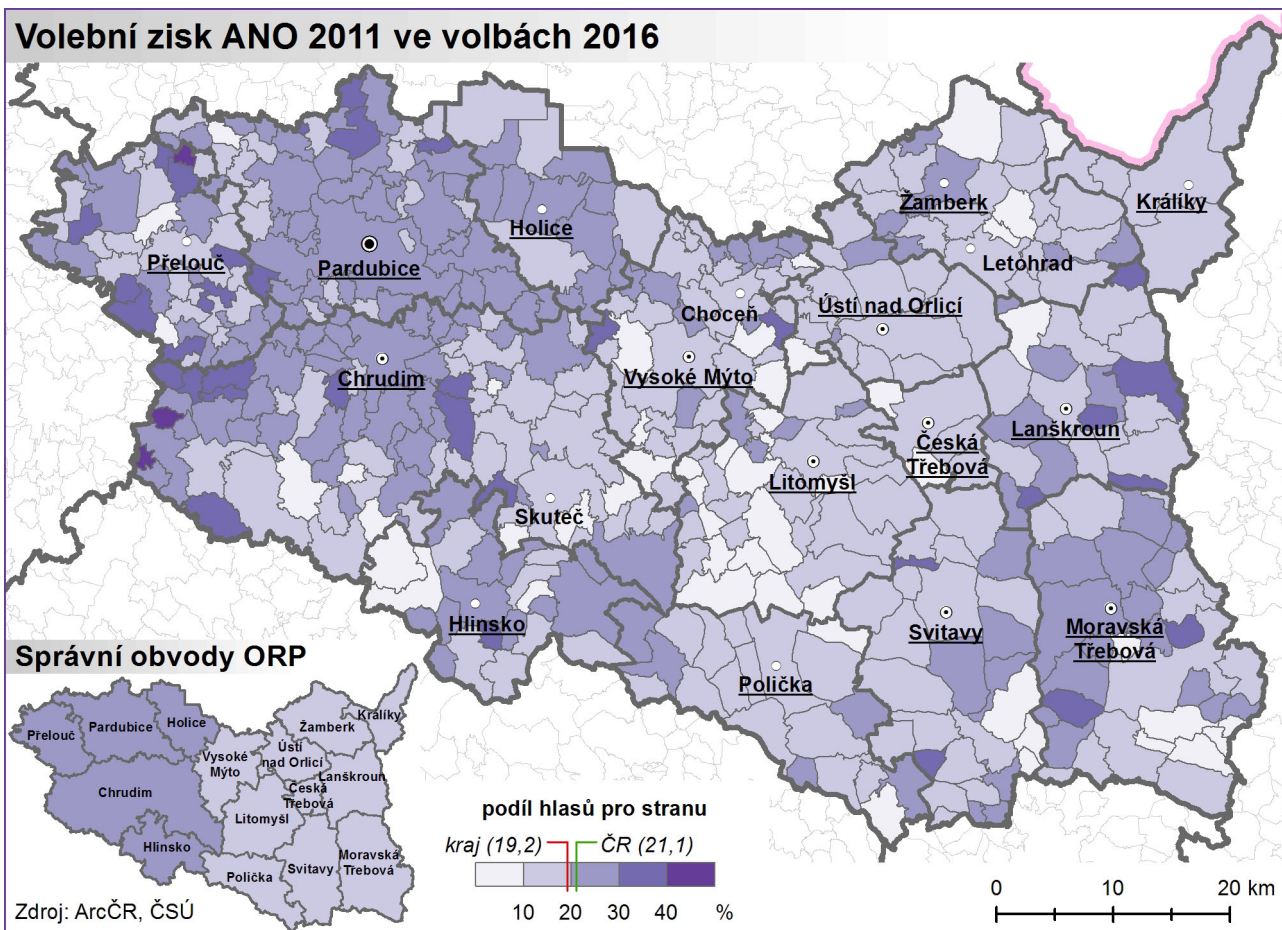 Volební zisk ANO 2011 ve volbách 2016
Žamberk
Králíky
Holice
Přelouč
Pardubice
Letohrad
Choceň
Ústí nad Orlicí
Chrudim
Vysoké Mýto
Lanškroun
Česká
Třebová
Litomyšl
Skuteč
Hlinsko
Svitavy
Moravská
Třebová
Polička
Správní obvody ORP
Přelouč
Pardubice
Holice
Žamberk
Králíky
Vysoké
Mýto
Ústí
nad Orlicí
Lanškroun
Chrudim
Česká
Třebová
Litomyšl
Hlinsko
Polička
Svitavy
Moravská
Třebová
Zdroj: ArcČR, ČSÚ
podíl hlasů pro stranu
kraj (19,2)
ČR (21,1)
10 20 30 40 %
0 10 20 km